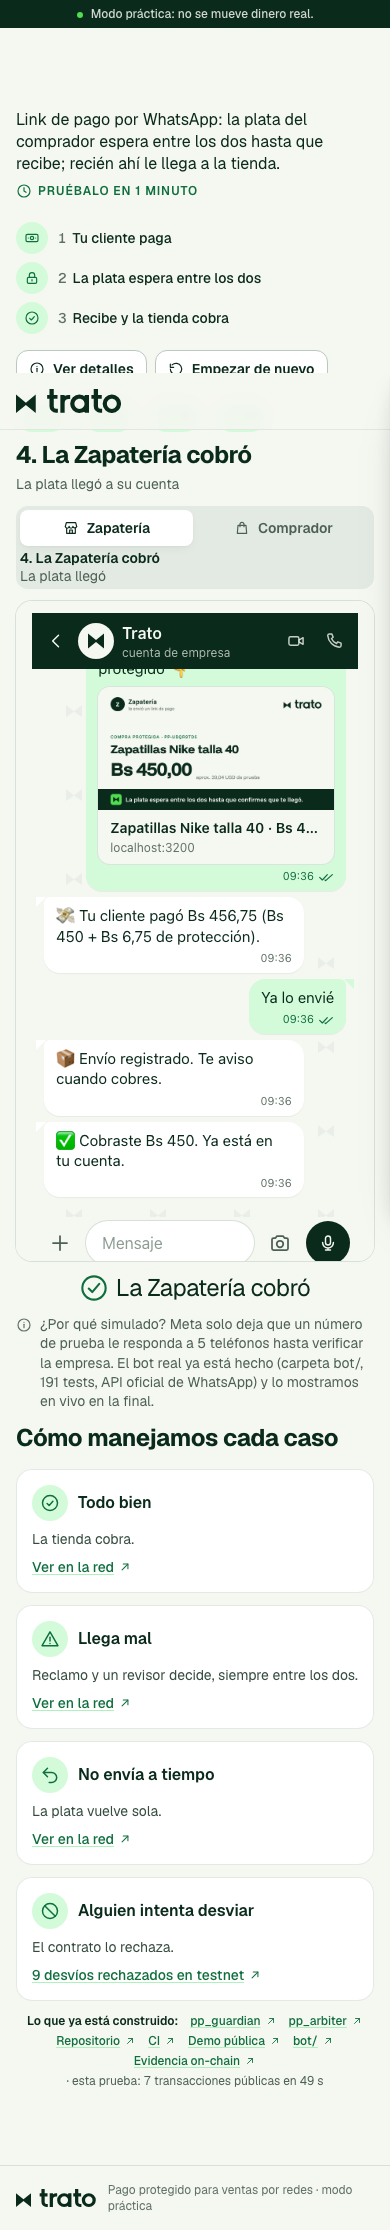 Modo práctica: no se mueve dinero real.
Link de pago por WhatsApp: la plata del
comprador espera entre los dos hasta que
recibe; recién ahí le llega a la tienda.
PRUÉBALO EN 1 MINUTO
1 Tu cliente paga
2 La plata espera entre los dos
3 Recibe y la tienda cobra
Ver detalles
Empezar de nuevo
trato
4. La Zapatería cobró
La plata llegó a su cuenta
Zapatería
Comprador
4. La Zapatería cobró
La plata llegó
Trato
cuenta de empresa
protegido
Zapatería
trato
Zapatillas Nike talla 40
Bs 450,00
La plata espera entre los dos hasta que confirmes que te llegó.
Zapatillas Nike talla 40 · Bs 4...
localhost:3200
09:36
💸 Tu cliente pagó Bs 456,75 (Bs
450 + Bs 6,75 de protección).
09:36
Ya lo envié
09:36
📦 Envío registrado. Te aviso
cuando cobres.
09:36
✅ Cobraste Bs 450. Ya está en
tu cuenta.
09:36
Mensaje
La Zapatería cobró
¿Por qué simulado? Meta solo deja que un número
de prueba le responda a 5 teléfonos hasta verificar
la empresa. El bot real ya está hecho (carpeta bot/,
191 tests, API oficial de WhatsApp) y lo mostramos
en vivo en la final.
Cómo manejamos cada caso
Todo bien
La tienda cobra.
Ver en la red ↗
Llega mal
Reclamo y un revisor decide, siempre entre los dos.
Ver en la red ↗
No envía a tiempo
La plata vuelve sola.
Ver en la red ↗
Alguien intenta desviar
El contrato lo rechaza.
9 desvíos rechazados en testnet ↗
Lo que ya está construido: pp_guardian ↗ pp_arbiter ↗
Repositorio ↗ CI ↗ Demo pública ↗ bot/ ↗
Evidencia on-chain ↗
· esta prueba: 7 transacciones públicas en 49 s
trato
Pago protegido para ventas por redes · modo
práctica